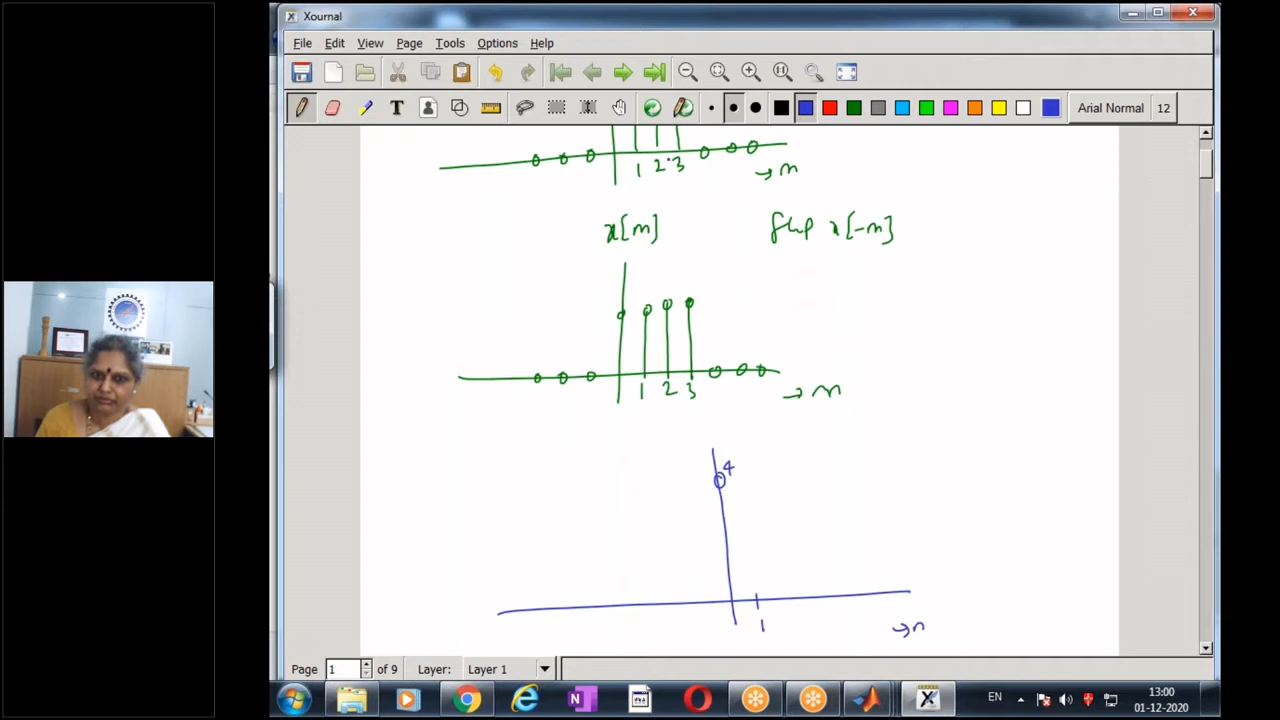 Xournal
File Edit View Page Tools Options Help
Arial Normal 12
1 2 3 → n
x[m] flip x[-m]
1 2 3 → m
4
1
→ n
Page 1 of 9 Layer: Layer 1
EN 13:00
01-12-2020